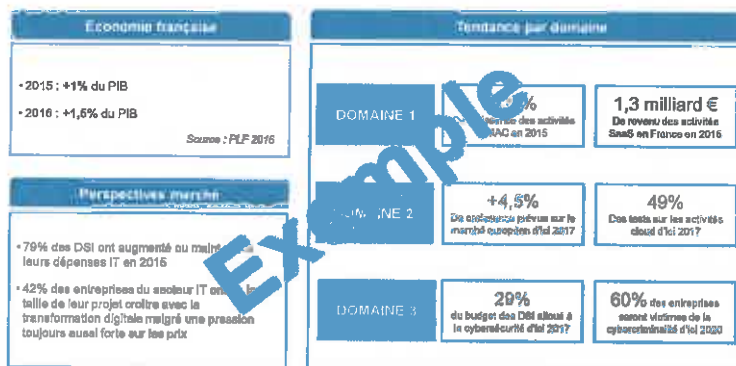 Economie française
• 2015 : +1% du PIB
• 2016 : +1,5% du PIB
Source : PLF 2016
Perspectives marché
• 79% des DSI ont augmenté ou
leurs dépenses IT en 2015
• 42% des entreprises du secteur IT
taille de leur projet croitre avec la
transformation digitale malgré une pression
toujours aussi forte sur les prix
Tendance par domaine
DOMAINE 1
%
des activités
en 2015
1,3 milliard €
De revenu des activités
SaaS en France en 2015
DOMAINE 2
+4,5%
De croissance prévue sur le
marché européen d'ici 2017
49%
Des tests sur les activités
cloud d'ici 2017
DOMAINE 3
29%
du budget des DSI alloué à
la cybersécurité d'ici 2017
60% des entreprises
seront victimes de la
cybercriminalité d'ici 2020
Exemple